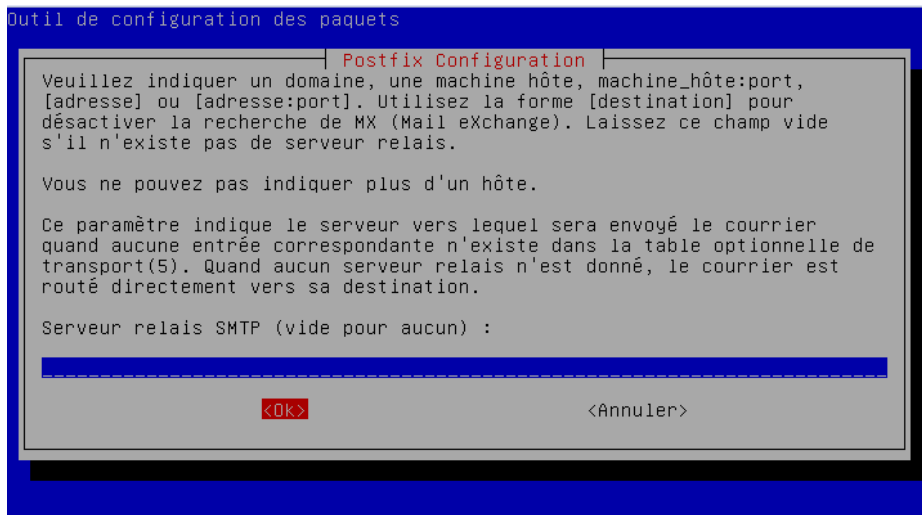 Outil de configuration des paquets
Postfix Configuration
Veuillez indiquer un domaine, une machine hôte, machine_hôte:port,
[adresse] ou [adresse:port]. Utilisez la forme [destination] pour
désactiver la recherche de MX (Mail eXchange). Laissez ce champ vide
s'il n'existe pas de serveur relais.
Vous ne pouvez pas indiquer plus d'un hôte.
Ce paramètre indique le serveur vers lequel sera envoyé le courrier
quand aucune entrée correspondante n'existe dans la table optionnelle de
transport(5). Quand aucun serveur relais n'est donné, le courrier est
routé directement vers sa destination.
Serveur relais SMTP (vide pour aucun) :
<Ok> <Annuler>